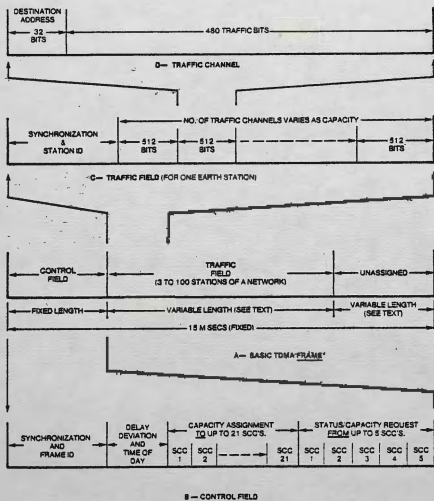 DESTINATION
ADDRESS
32
BITS
480 TRAFFIC BITS
D— TRAFFIC CHANNEL
SYNCHRONIZATION
&
STATION ID
NO. OF TRAFFIC CHANNELS VARIES AS CAPACITY
512
BITS
512
BITS
512
BITS
C— TRAFFIC FIELD (FOR ONE EARTH STATION)
CONTROL
FIELD
TRAFFIC
FIELD
(3 TO 100 STATIONS OF A NETWORK)
UNASSIGNED
FIXED LENGTH
VARIABLE LENGTH (SEE TEXT)
VARIABLE LENGTH
(SEE TEXT)
15 M SECS (FIXED)
A— BASIC TDMA FRAME
SYNCHRONIZATION
AND
FRAME ID
DELAY
DEVIATION
AND
TIME OF
DAY
CAPACITY ASSIGNMENT
TO UP TO 21 SCC'S.
SCC
1
SCC
2
SCC
21
STATUS/CAPACITY REQUEST
FROM UP TO 5 SCC'S.
SCC
1
SCC
2
SCC
3
SCC
4
SCC
5
B — CONTROL FIELD